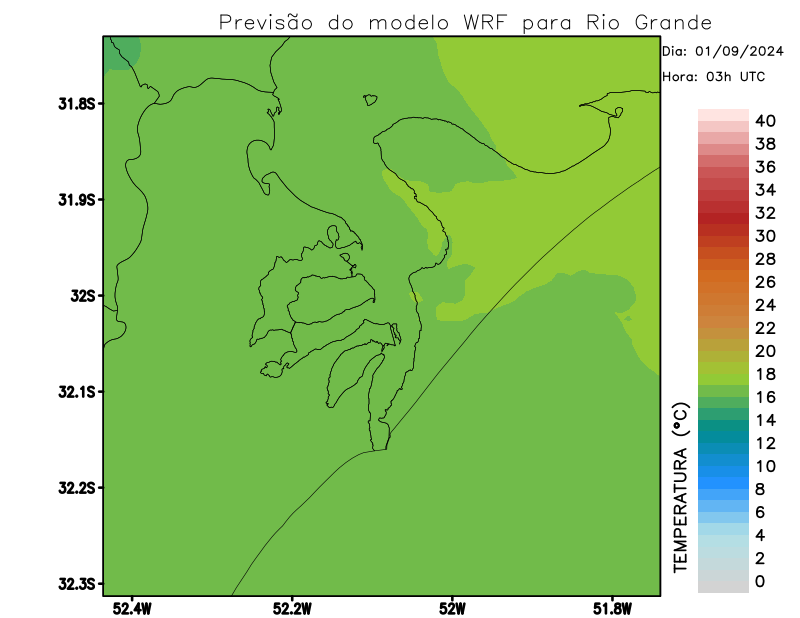 Previsão do modelo WRF para Rio Grande
Dia: 01/09/2024
Hora: 03h UTC
31.8S
31.9S
32S
32.1S
32.2S
32.3S
52.4W
52.2W
52W
51.8W
TEMPERATURA (°C)
40
38
36
34
32
30
28
26
24
22
20
18
16
14
12
10
8
6
4
2
0